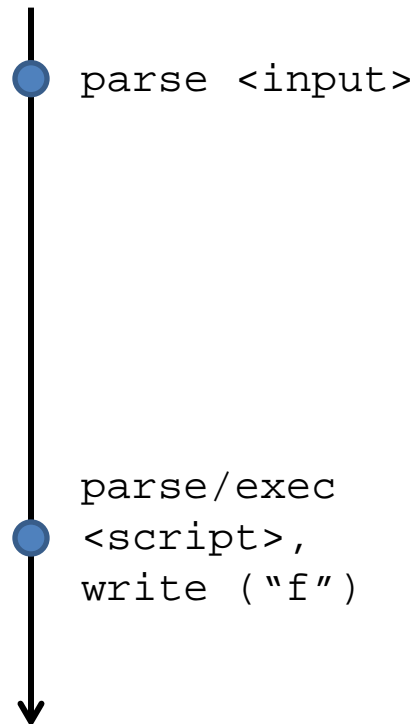 parse <input>
parse/exec
<script>,
write (“f”)